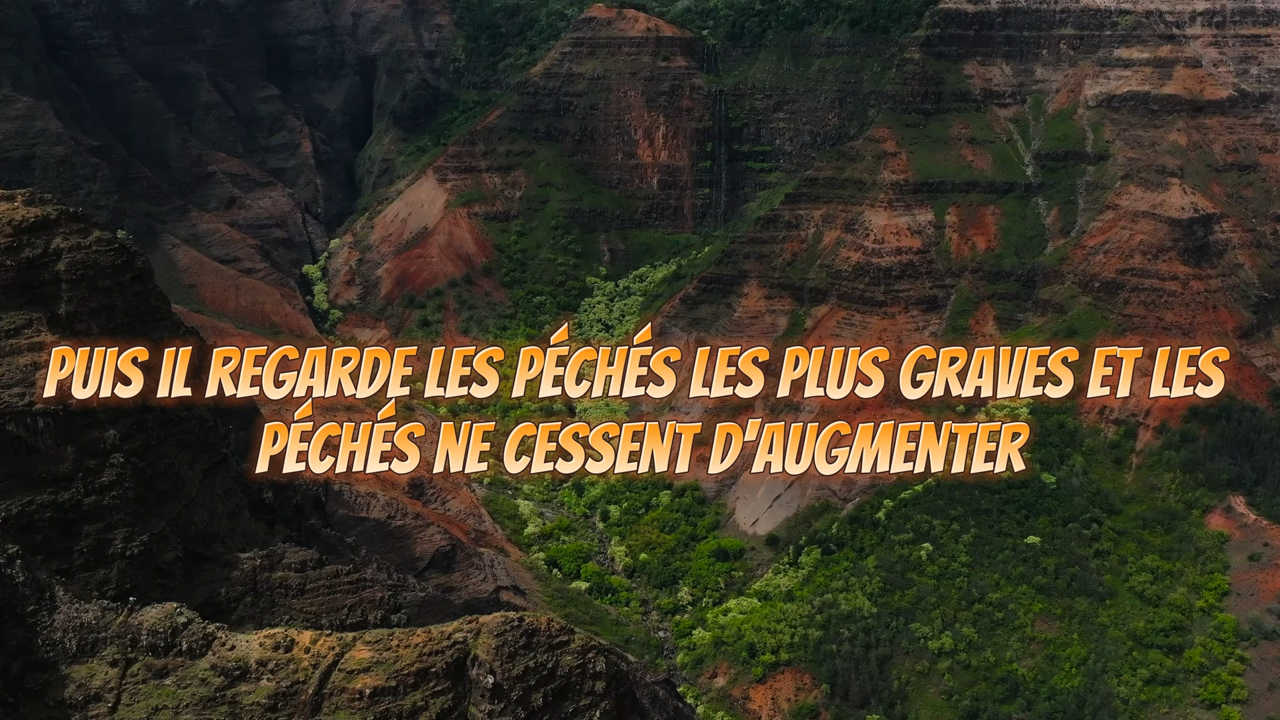 PUIS IL REGARDE LES PÉCHÉS LES PLUS GRAVES ET LES
PÉCHÉS NE CESSENT D'AUGMENTER